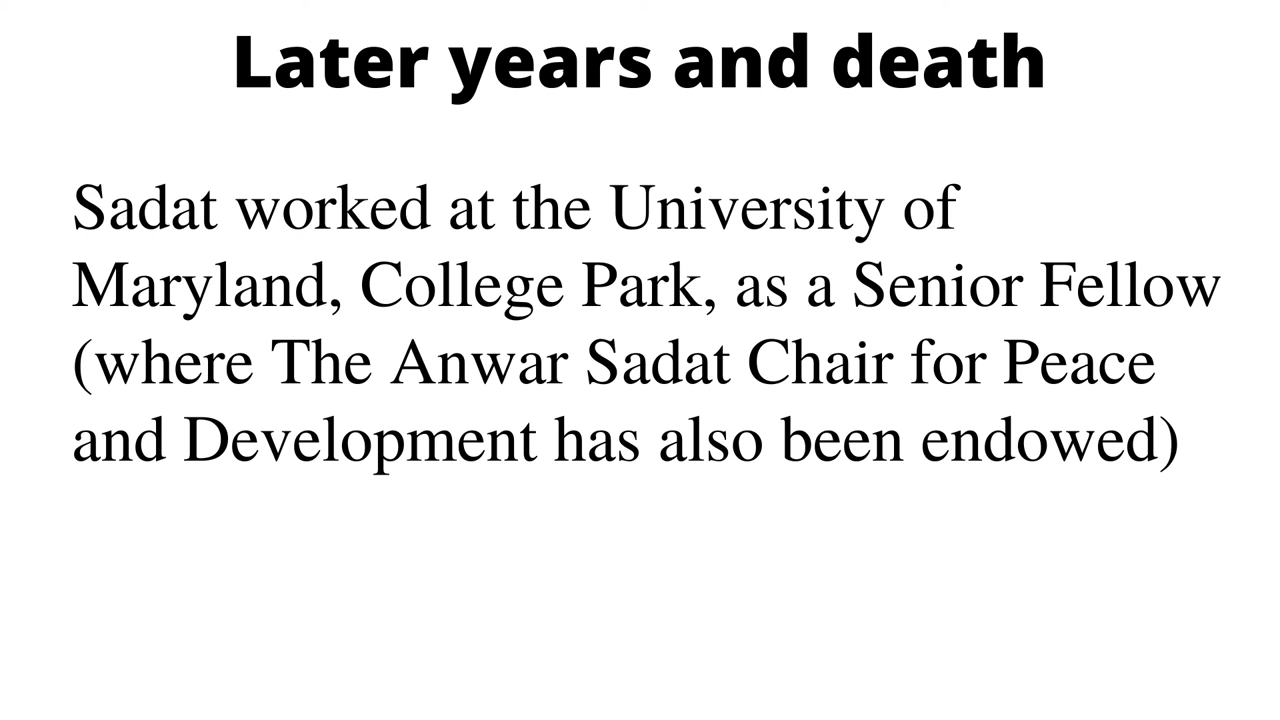 Later years and death
Sadat worked at the University of
Maryland, College Park, as a Senior Fellow
(where The Anwar Sadat Chair for Peace
and Development has also been endowed)